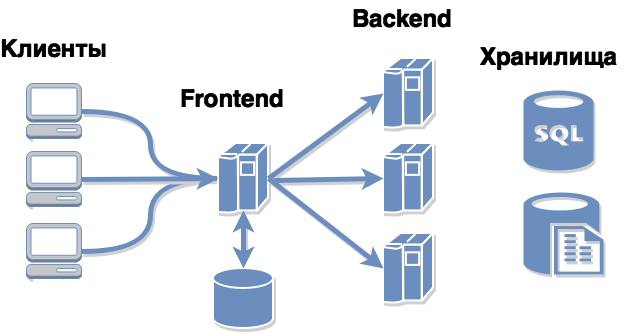 Backend
Клиенты
Хранилища
Frontend
SQL